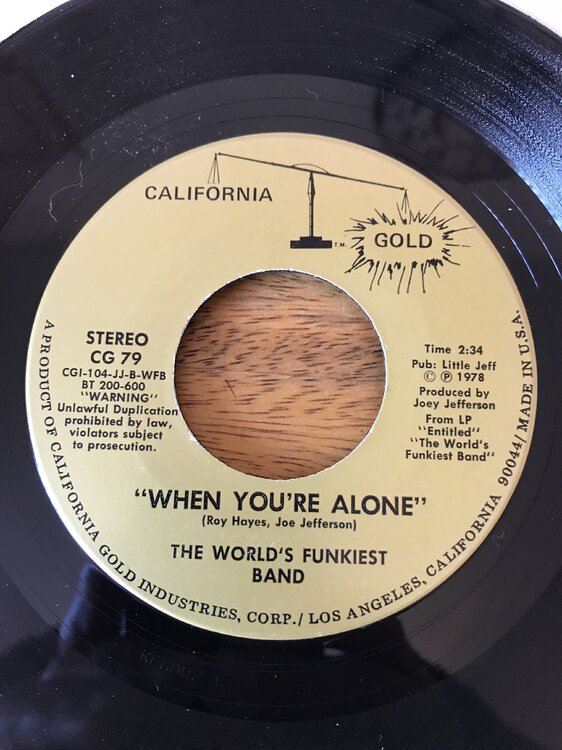 CALIFORNIA
T.M.
GOLD
STEREO
CG 79
CGI-104-JJ-B-WFB
BT 200-600
"WARNING"
Unlawful Duplication
prohibited by law,
violators subject
to prosecution.
Time 2:34
Pub: Little Jeff
© ℗ 1978
Produced by
Joey Jefferson
From LP
"Entitled"
"The World's
Funkiest Band"
"WHEN YOU'RE ALONE"
(Roy Hayes, Joe Jefferson)
THE WORLD'S FUNKIEST
BAND
A PRODUCT OF CALIFORNIA GOLD INDUSTRIES, CORP./ LOS ANGELES, CALIFORNIA 90044/ MADE IN U.S.A.